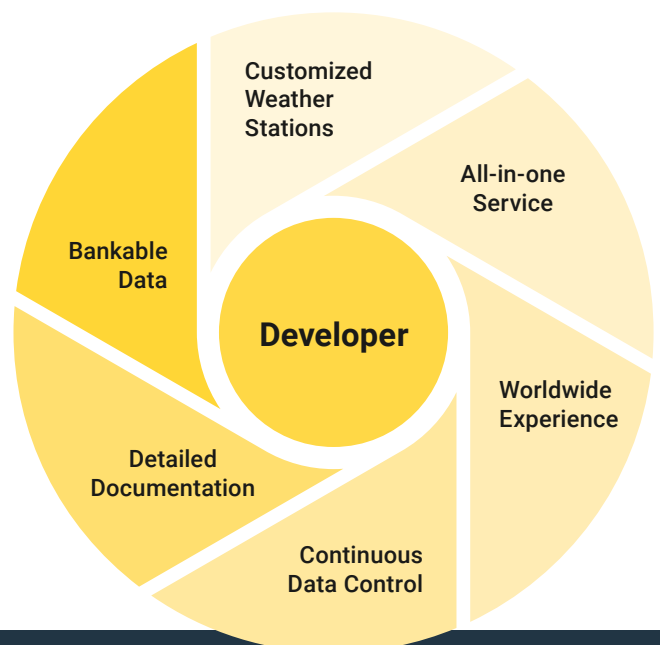 Customized
Weather
Stations
All-in-one
Service
Bankable
Data
Developer
Worldwide
Experience
Detailed
Documentation
Continuous
Data Control